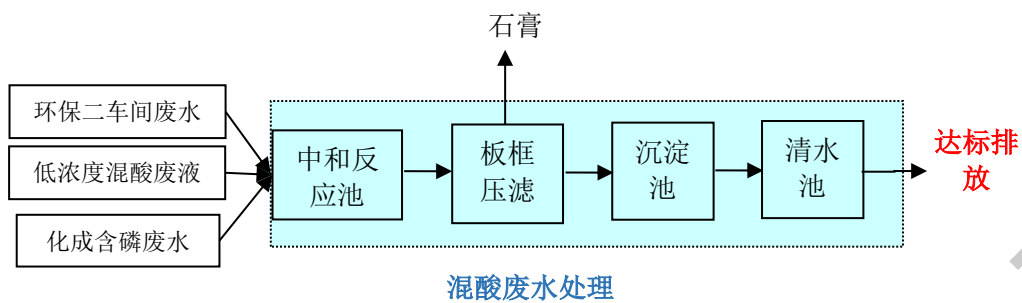 石膏
环保二车间废水
低浓度混酸废液
化成含磷废水
中和反
应池
板框
压滤
沉淀
池
清水
池
达标排
放
混酸废水处理